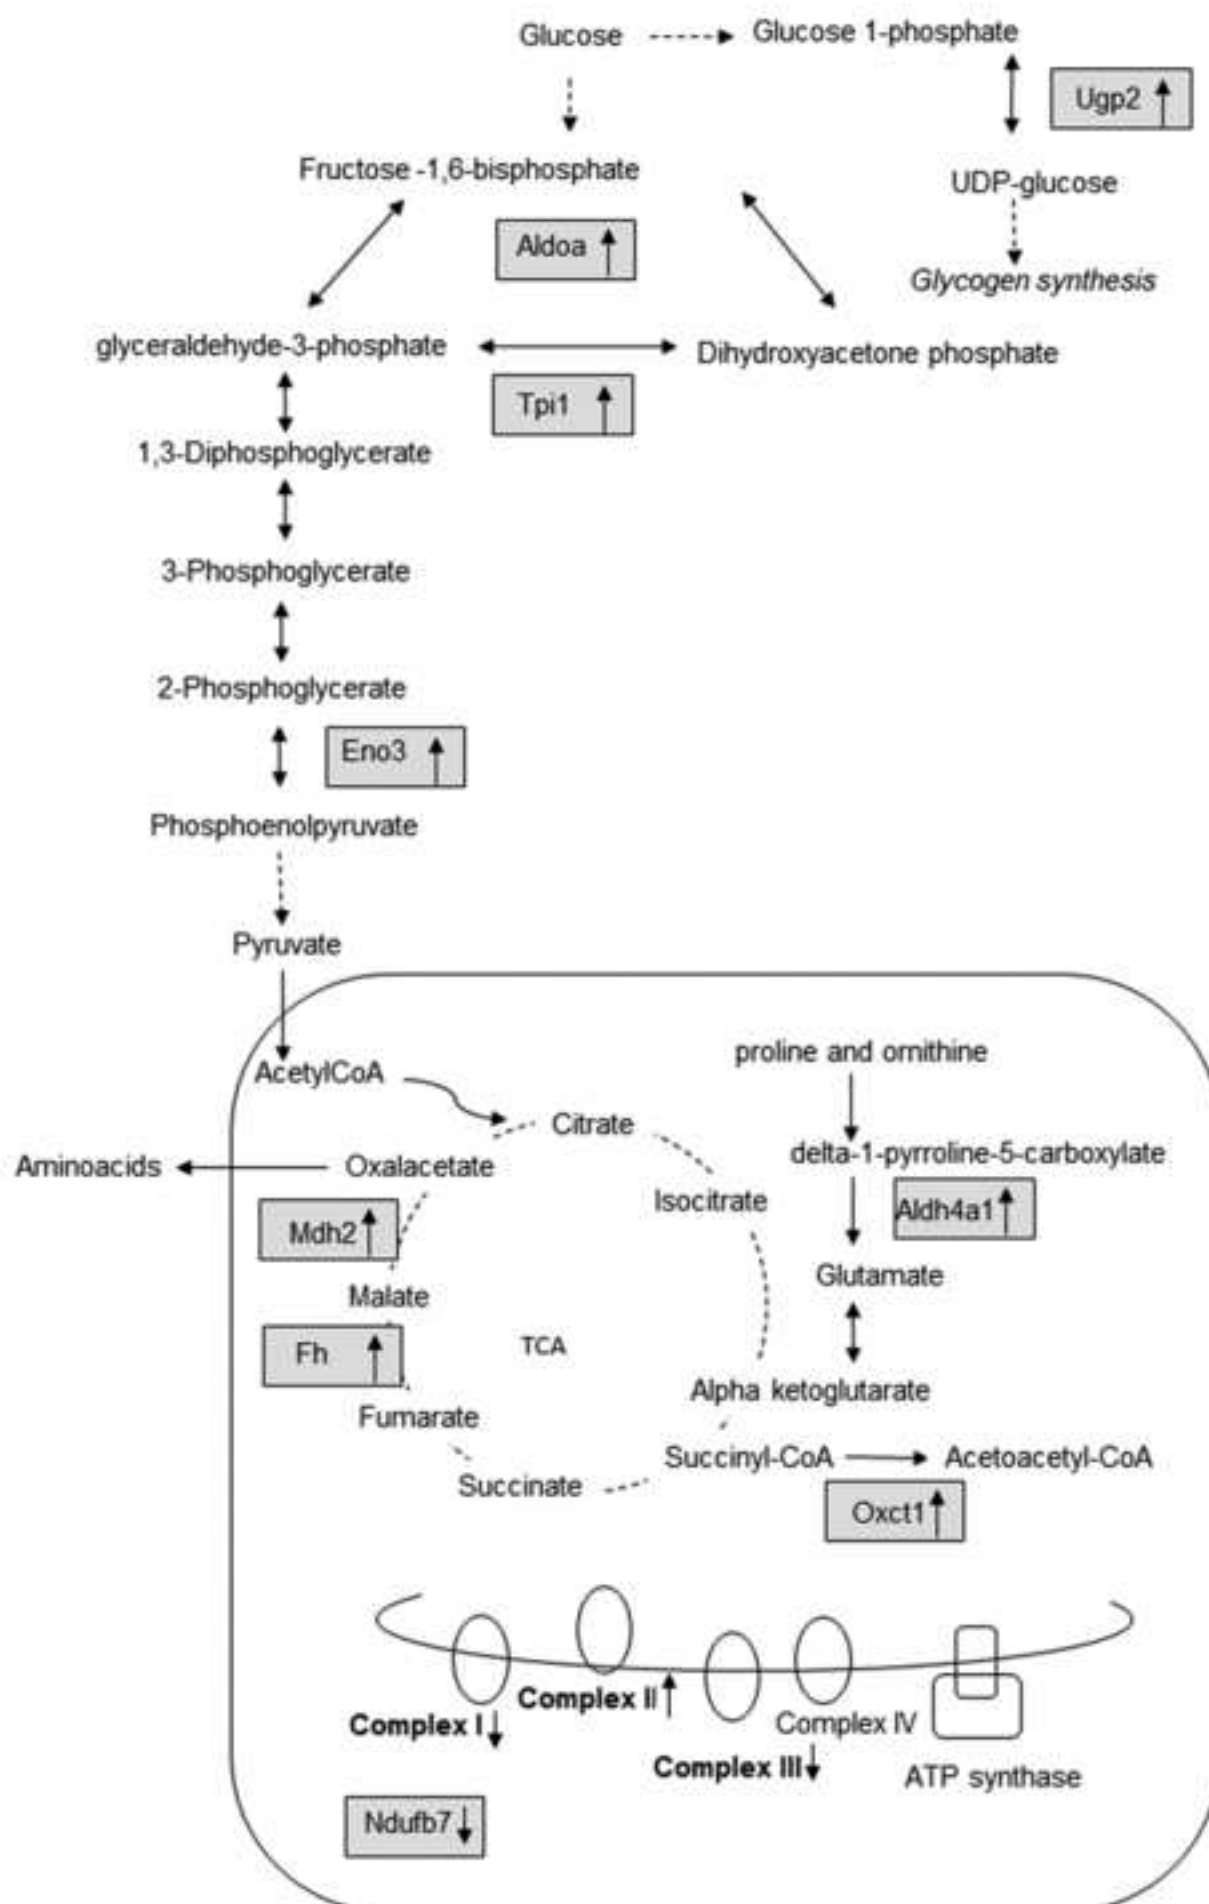 Glucose
Glucose 1-phosphate
Ugp2
Fructose -1,6-bisphosphate
UDP-glucose
Aldoa
Glycogen synthesis
glyceraldehyde-3-phosphate
Dihydroxyacetone phosphate
Tpi1
1,3-Diphosphoglycerate
3-Phosphoglycerate
2-Phosphoglycerate
Eno3
Phosphoenolpyruvate
Pyruvate
proline and ornithine
AcetylCoA
Citrate
delta-1-pyrroline-5-carboxylate
Aminoacids
Oxalacetate
Isocitrate
Aldh4a1
Mdh2
Glutamate
Malate
Fh
TCA
Alpha ketoglutarate
Fumarate
Succinyl-CoA
Acetoacetyl-CoA
Succinate
Oxct1
Complex II
Complex I
Complex IV
Complex III
ATP synthase
Ndufb7